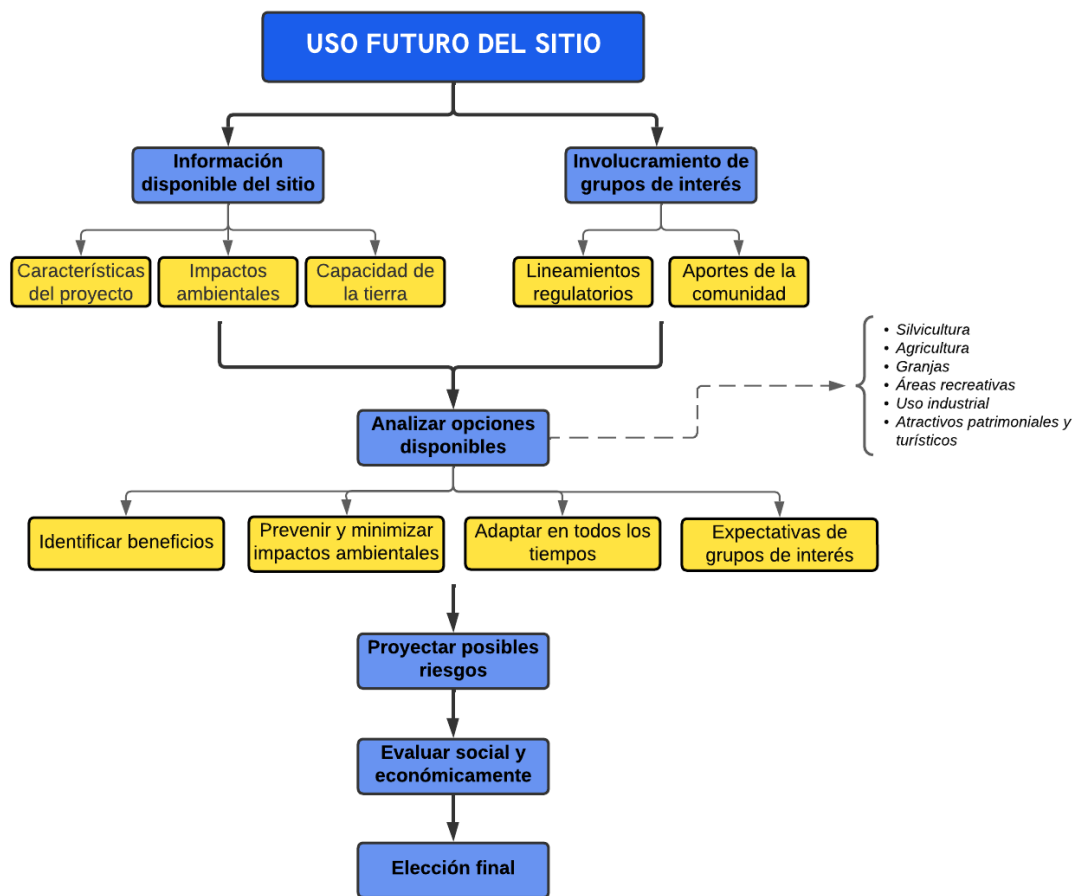 USO FUTURO DEL SITIO
Información
disponible del sitio
Involucramiento de
grupos de interés
Características
del proyecto
Impactos
ambientales
Capacidad de
la tierra
Lineamientos
regulatorios
Aportes de la
comunidad
• Silvicultura
• Agricultura
• Granjas
• Áreas recreativas
• Uso industrial
• Atractivos patrimoniales y
turísticos
Analizar opciones
disponibles
Identificar beneficios
Prevenir y minimizar
impactos ambientales
Adaptar en todos los
tiempos
Expectativas de
grupos de interés
Proyectar posibles
riesgos
Evaluar social y
económicamente
Elección final